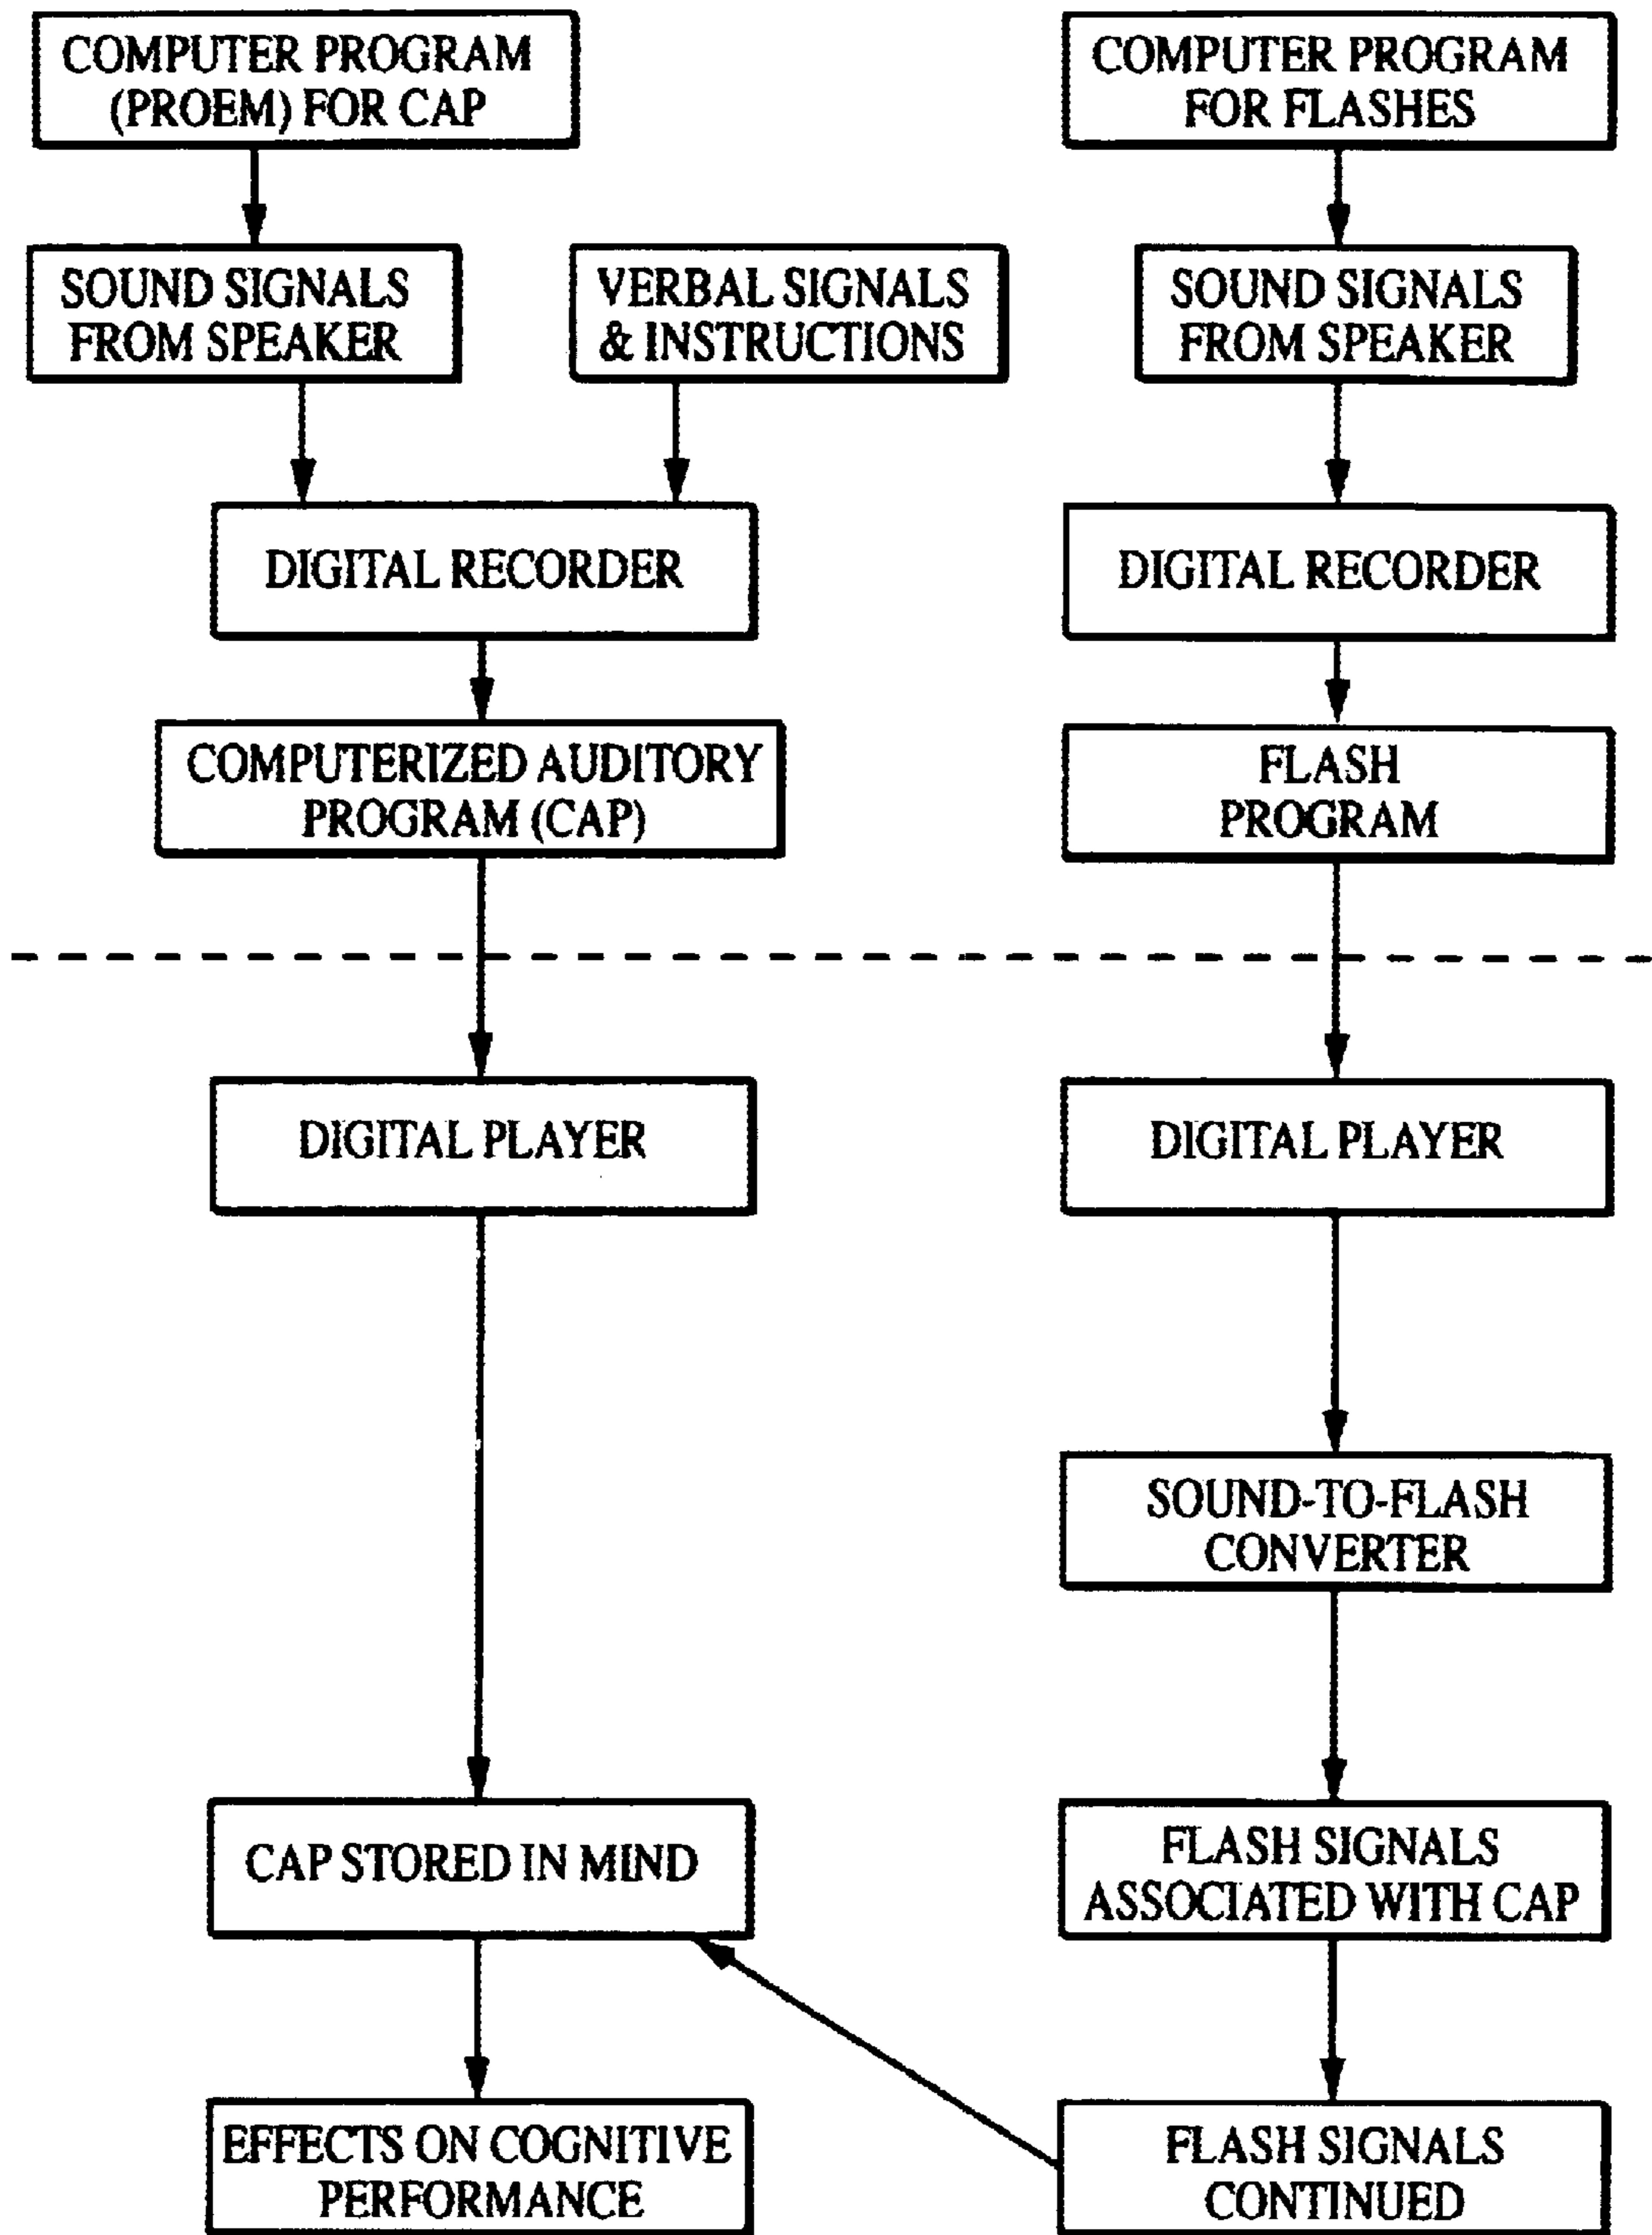 COMPUTER PROGRAM
(PROEM) FOR CAP
COMPUTER PROGRAM
FOR FLASHES
SOUND SIGNALS
FROM SPEAKER
VERBAL SIGNALS
& INSTRUCTIONS
SOUND SIGNALS
FROM SPEAKER
DIGITAL RECORDER
DIGITAL RECORDER
COMPUTERIZED AUDITORY
PROGRAM (CAP)
FLASH
PROGRAM
DIGITAL PLAYER
DIGITAL PLAYER
SOUND-TO-FLASH
CONVERTER
CAP STORED IN MIND
FLASH SIGNALS
ASSOCIATED WITH CAP
EFFECTS ON COGNITIVE
PERFORMANCE
FLASH SIGNALS
CONTINUED